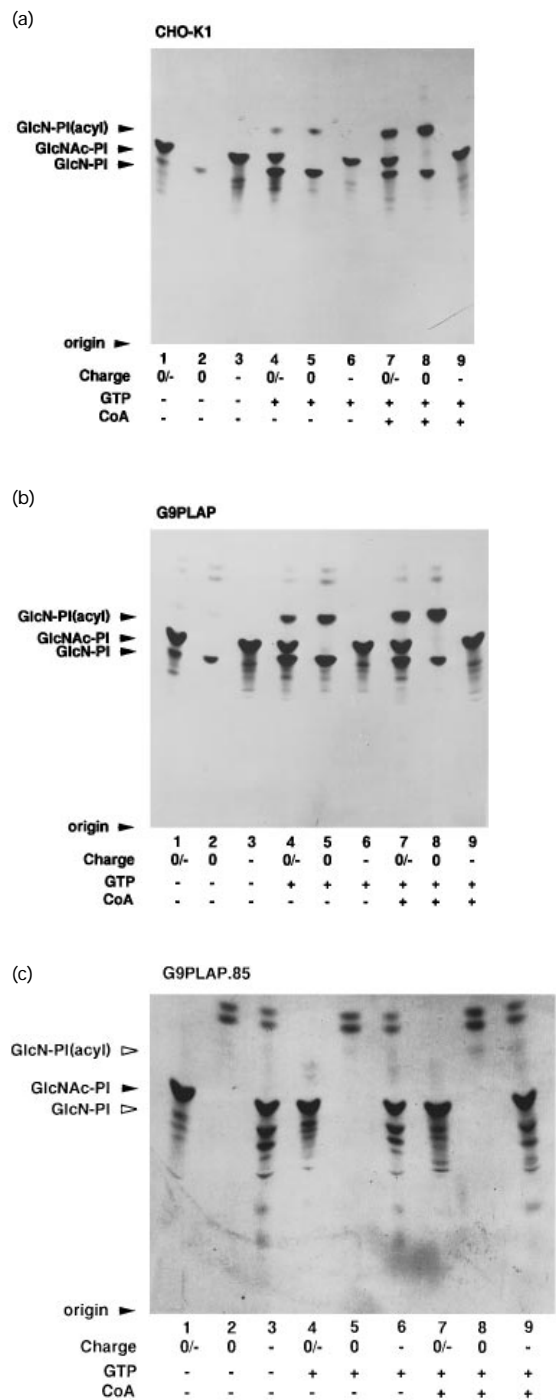 (a)
CHO-K1
GlcN-PI(acyl)
GlcNAc-PI
GlcN-PI
origin
1 2 3 4 5 6 7 8 9
Charge 0/- 0 - 0/- 0 - 0/- 0 -
GTP - - - + + + + + +
CoA - - - - - - + + +
(b)
G9PLAP
GlcN-PI(acyl)
GlcNAc-PI
GlcN-PI
origin
1 2 3 4 5 6 7 8 9
Charge 0/- 0 - 0/- 0 - 0/- 0 -
GTP - - - + + + + + +
CoA - - - - - - + + +
(c)
G9PLAP.85
GlcN-PI(acyl)
GlcNAc-PI
GlcN-PI
origin
1 2 3 4 5 6 7 8 9
Charge 0/- 0 - 0/- 0 - 0/- 0 -
GTP - - - + + + + + +
CoA - - - - - - + + +